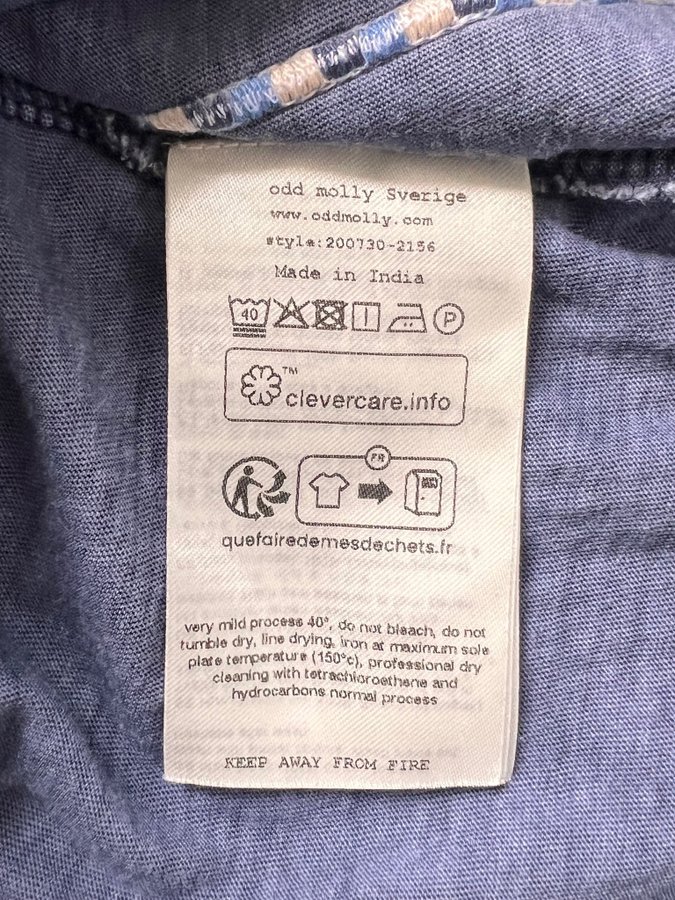 odd molly Sverige
www.oddmolly.com
style:200730-2156
Made in India
40 P
TM
clevercare.info
FR
quefairedemesdechets.fr
very mild process 40°, do not bleach, do not
tumble dry, line drying, iron at maximum sole
plate temperature (150°c), professional dry
cleaning with tetrachloroethene and
hydrocarbons normal process
KEEP AWAY FROM FIRE